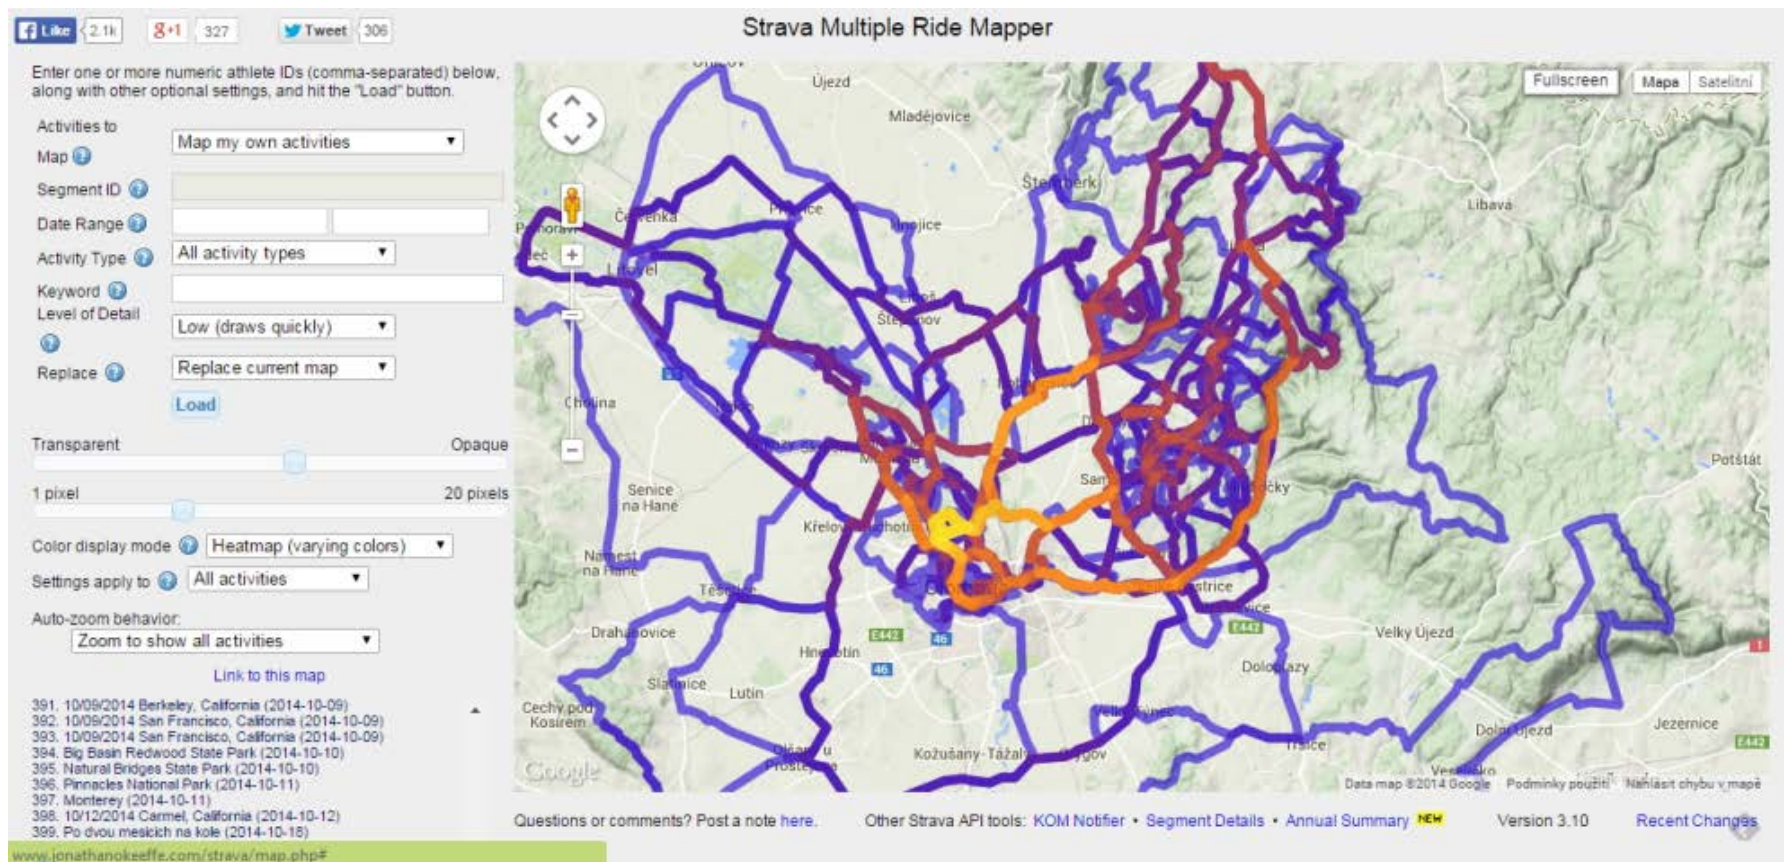 Like 2.1k
g+1 327
Tweet 306
Strava Multiple Ride Mapper
Enter one or more numeric athlete IDs (comma-separated) below,
along with other optional settings, and hit the "Load" button.
Activities to
Map ? Map my own activities
Segment ID ?
Date Range ?
Activity Type ? All activity types
Keyword ?
Level of Detail
? Low (draws quickly)
Replace ? Replace current map
Load
Transparent Opaque
1 pixel 20 pixels
Color display mode ? Heatmap (varying colors)
Settings apply to ? All activities
Auto-zoom behavior:
Zoom to show all activities
Link to this map
391. 10/09/2014 Berkeley, California (2014-10-09)
392. 10/09/2014 San Francisco, California (2014-10-09)
393. 10/09/2014 San Francisco, California (2014-10-09)
394. Big Basin Redwood State Park (2014-10-10)
395. Natural Bridges State Park (2014-10-10)
396. Pinnacles National Park (2014-10-11)
397. Monterey (2014-10-11)
398. 10/12/2014 Carmel, California (2014-10-12)
399. Po dvou mesicich na kole (2014-10-18)
www.jonathanokeeffe.com/strava/map.php#
Fullscreen Mapa Satelitní
Újezd
Mladějovice
Šternberk
Libavá
Červenka
Hnojice
Litovel
Štěpánov
Cholina
Senice
na Hané
Potštát
Náměšť
na Hané
Drahanovice
E442
46
E442
Velký Újezd
1
Hněvotín
46
Doloplazy
Slatinice
Lutín
Čechy pod
Kosířem
Dolní Újezd
Jezernice
E442
Kožušany-Tážaly
Tršice
Google
Data map ©2014 Google Podmínky použití Nahlásit chybu v mapě
Questions or comments? Post a note here.
Other Strava API tools: KOM Notifier • Segment Details • Annual Summary NEW
Version 3.10
Recent Changes